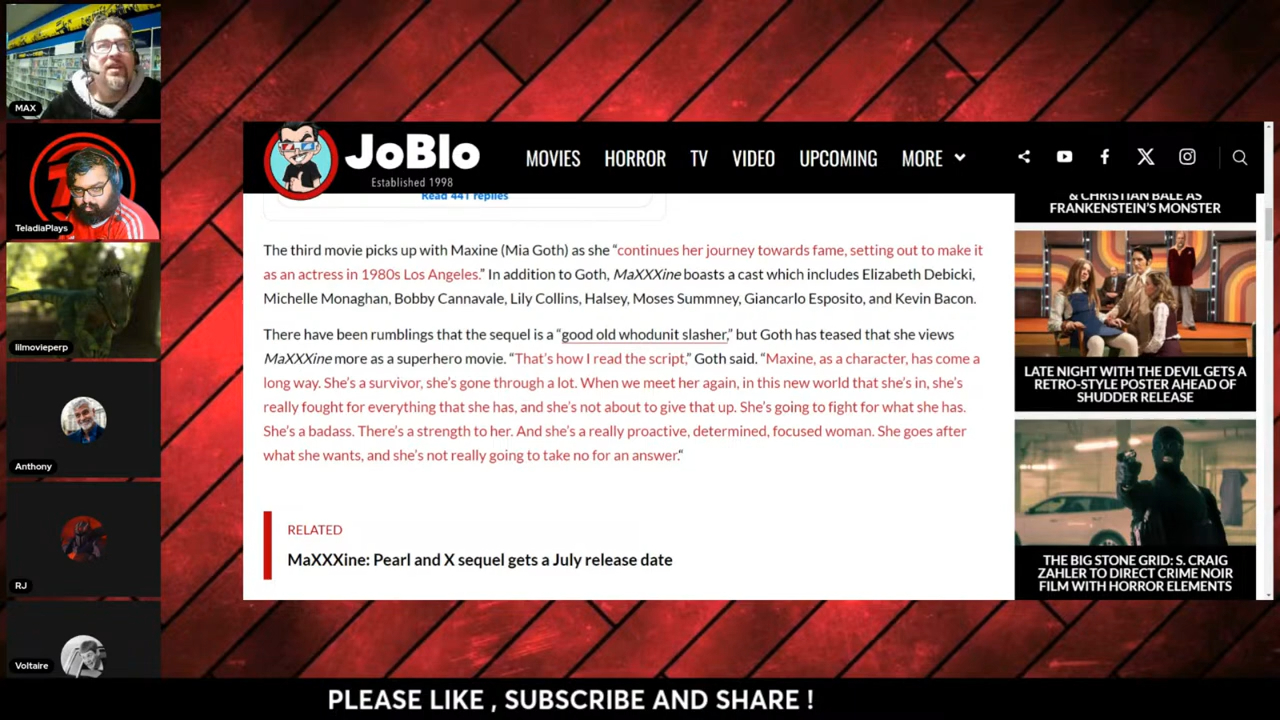 MAX
TeladiaPlays
lilmovieperp
Anthony
RJ
Voltaire
JoBlo
Established 1998
MOVIES HORROR TV VIDEO UPCOMING MORE
Read 441 replies
The third movie picks up with Maxine (Mia Goth) as she “continues her journey towards fame, setting out to make it
as an actress in 1980s Los Angeles.” In addition to Goth, MaXXXine boasts a cast which includes Elizabeth Debicki,
Michelle Monaghan, Bobby Cannavale, Lily Collins, Halsey, Moses Summney, Giancarlo Esposito, and Kevin Bacon.
There have been rumblings that the sequel is a “good old whodunit slasher,” but Goth has teased that she views
MaXXXine more as a superhero movie. “That’s how I read the script,” Goth said. “Maxine, as a character, has come a
long way. She’s a survivor, she’s gone through a lot. When we meet her again, in this new world that she’s in, she’s
really fought for everything that she has, and she’s not about to give that up. She’s going to fight for what she has.
She’s a badass. There’s a strength to her. And she’s a really proactive, determined, focused woman. She goes after
what she wants, and she’s not really going to take no for an answer.“
RELATED
MaXXXine: Pearl and X sequel gets a July release date
& CHRISTIAN BALE AS
FRANKENSTEIN'S MONSTER
LATE NIGHT WITH THE DEVIL GETS A
RETRO-STYLE POSTER AHEAD OF
SHUDDER RELEASE
THE BIG STONE GRID: S. CRAIG
ZAHLER TO DIRECT CRIME NOIR
FILM WITH HORROR ELEMENTS
PLEASE LIKE , SUBSCRIBE AND SHARE !